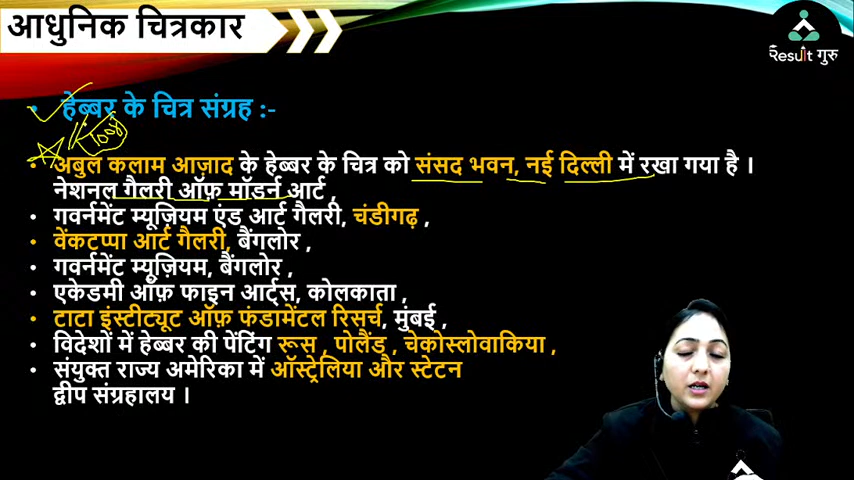 आधुनिक चित्रकार
Result गुरु
• हेब्बर के चित्र संग्रह :-
100%
• अबुल कलाम आज़ाद के हेब्बर के चित्र को संसद भवन, नई दिल्ली में रखा गया है ।
नेशनल गैलरी ऑफ़ मॉडर्न आर्ट ,
• गवर्नमेंट म्यूज़ियम एंड आर्ट गैलरी, चंडीगढ़ ,
• वेंकटप्पा आर्ट गैलरी, बैंगलोर ,
• गवर्नमेंट म्यूज़ियम, बैंगलोर ,
• एकेडमी ऑफ़ फाइन आर्ट्स, कोलकाता ,
• टाटा इंस्टीट्यूट ऑफ़ फंडामेंटल रिसर्च, मुंबई ,
• विदेशों में हेब्बर की पेंटिंग रूस , पोलैंड , चेकोस्लोवाकिया ,
• संयुक्त राज्य अमेरिका में ऑस्ट्रेलिया और स्टेटन
द्वीप संग्रहालय ।